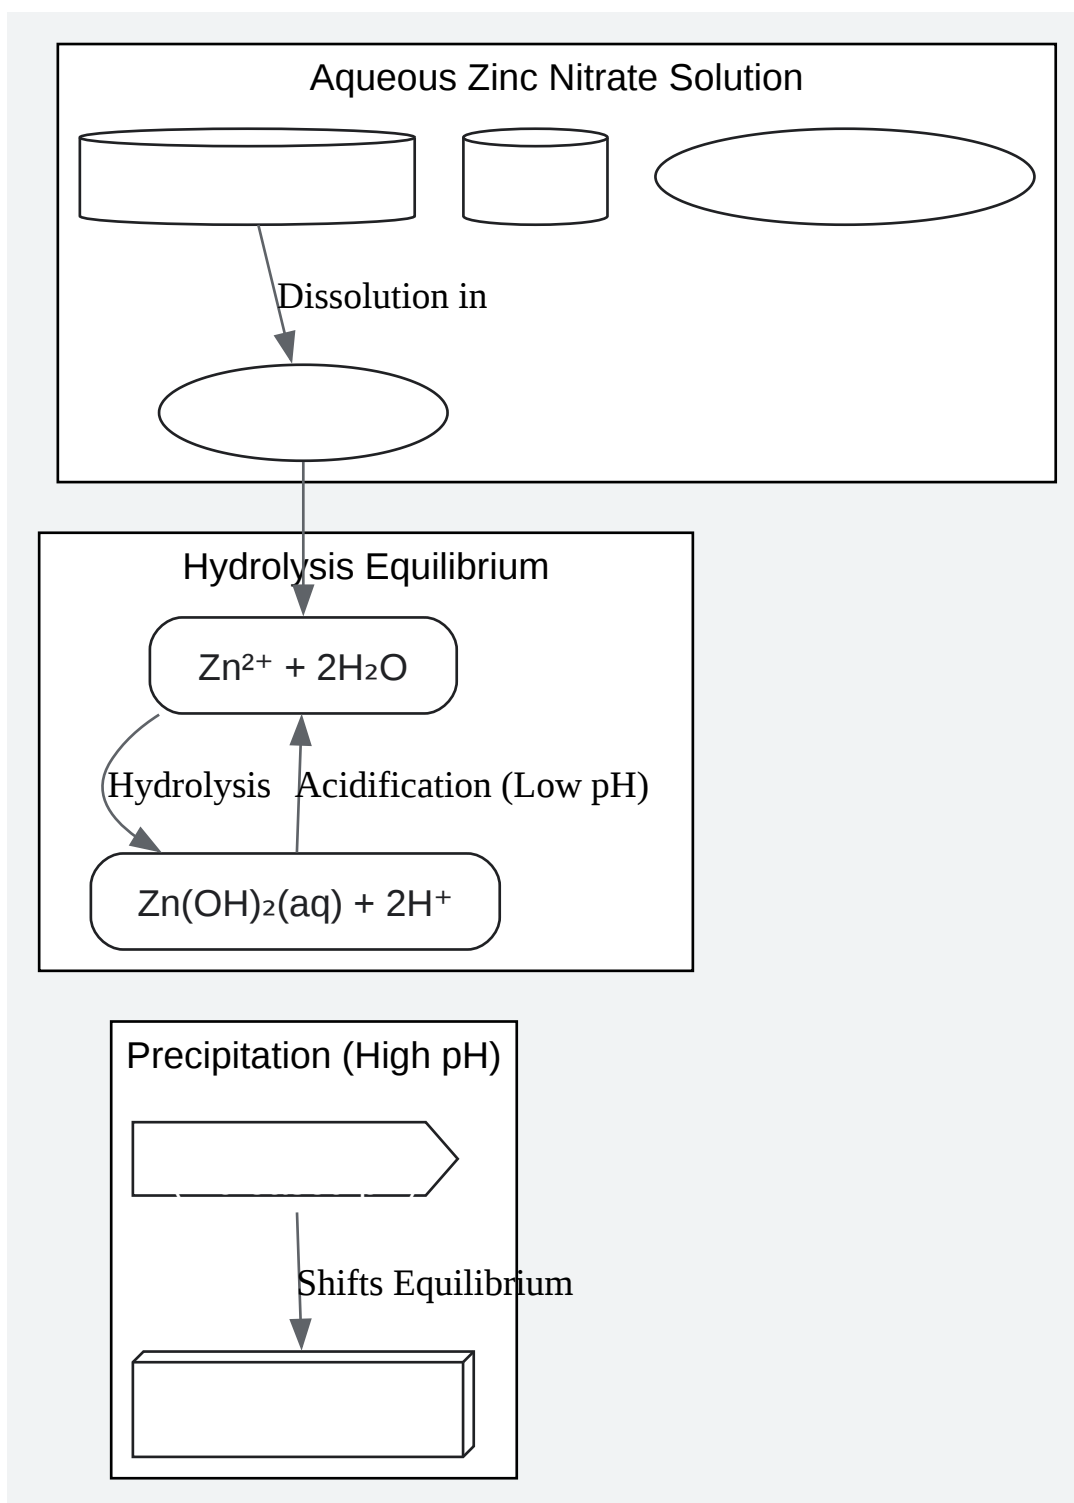 Aqueous Zinc Nitrate Solution
Dissolution in
Hydrolysis Equilibrium
Zn²⁺ + 2H₂O
Hydrolysis
Acidification (Low pH)
Zn(OH)₂(aq) + 2H⁺
Precipitation (High pH)
Shifts Equilibrium